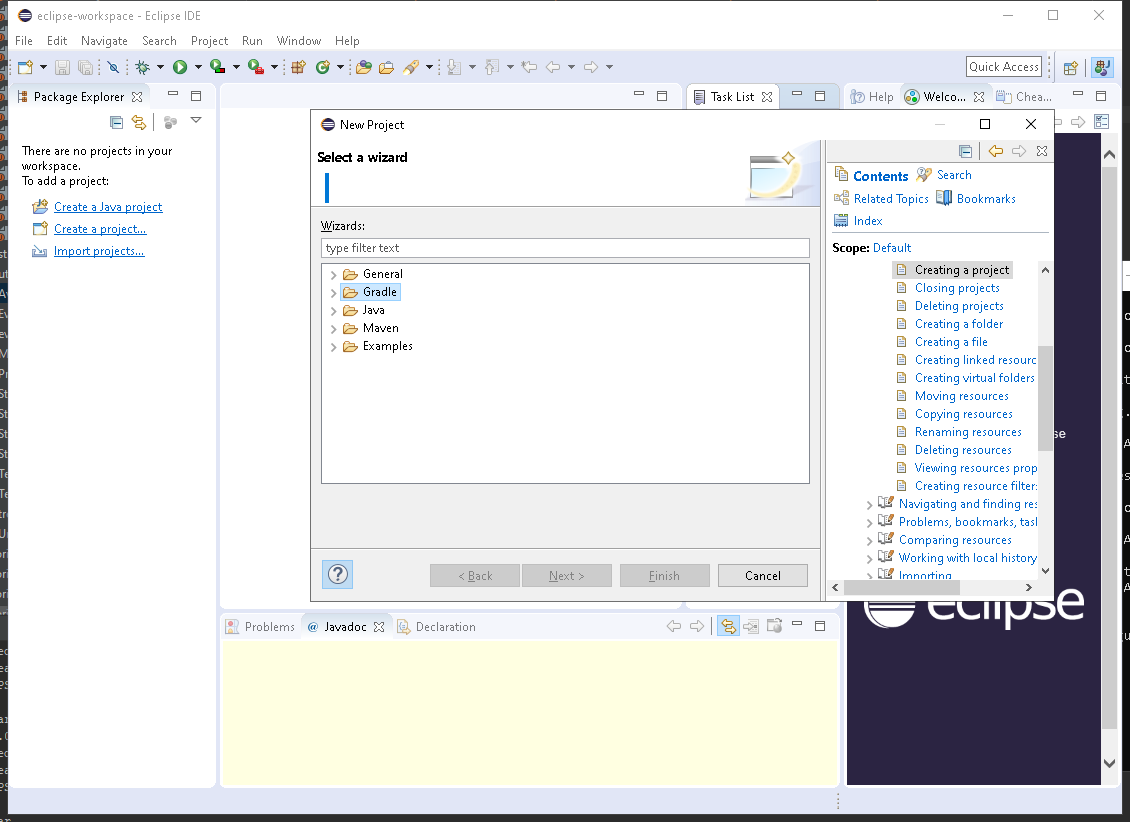 eclipse-workspace - Eclipse IDE
File Edit Navigate Search Project Run Window Help
Quick Access
Package Explorer
Task List
Help Welco... Chea...
There are no projects in your
workspace.
To add a project:
Create a Java project
Create a project...
Import projects...
New Project
Select a wizard
Wizards:
type filter text
General
Gradle
Java
Maven
Examples
< Back Next > Finish Cancel
Contents Search
Related Topics Bookmarks
Index
Scope: Default
Creating a project
Closing projects
Deleting projects
Creating a folder
Creating a file
Creating linked resourc
Creating virtual folders
Moving resources
Copying resources
Renaming resources
Deleting resources
Viewing resources prop
Creating resource filter
Navigating and finding res
Problems, bookmarks, tasl
Comparing resources
Working with local history
Importing
se
eclipse
Problems @ Javadoc Declaration